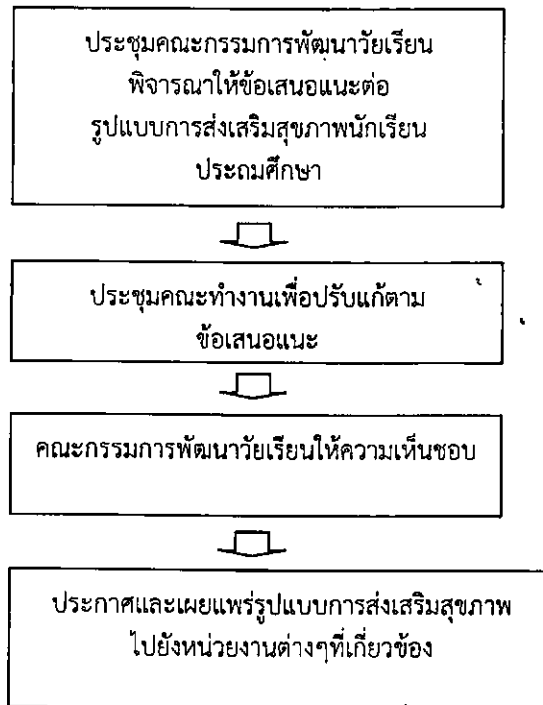 ประชุมคณะกรรมการพัฒนาวัยเรียน
พิจารณาให้ข้อเสนอแนะต่อ
รูปแบบการส่งเสริมสุขภาพนักเรียน
ประถมศึกษา
ประชุมคณะทำงานเพื่อปรับแก้ตาม
ข้อเสนอแนะ
คณะกรรมการพัฒนาวัยเรียนให้ความเห็นชอบ
ประกาศและเผยแพร่รูปแบบการส่งเสริมสุขภาพ
ไปยังหน่วยงานต่างๆที่เกี่ยวข้อง